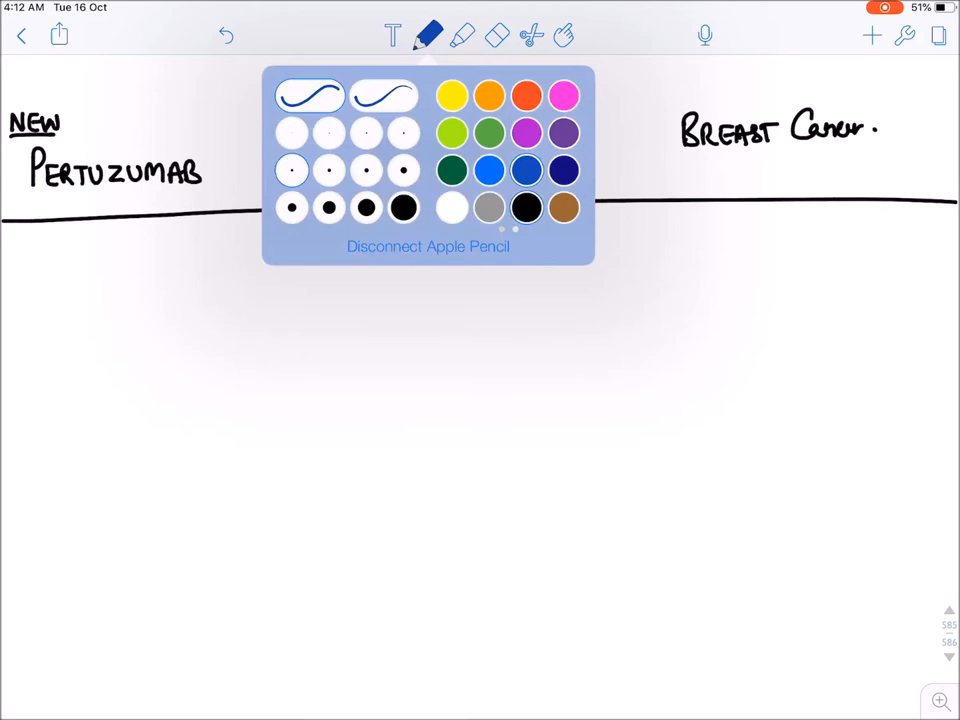 4:12 AM Tue 16 Oct
51%
T
NEW
PERTUZUMAB
BREAST Cancer.
Disconnect Apple Pencil
585
586